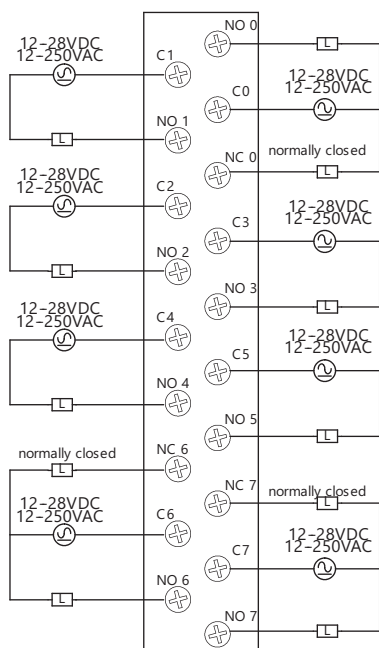 NO 0
L
12-28VDC
12-250VAC
C1
C0
12-28VDC
12-250VAC
NO 1
L
NC 0
normally closed
L
12-28VDC
12-250VAC
C2
C3
12-28VDC
12-250VAC
NO 2
L
NO 3
L
12-28VDC
12-250VAC
C4
C5
12-28VDC
12-250VAC
NO 4
L
NO 5
L
normally closed
NC 6
L
NC 7
normally closed
L
12-28VDC
12-250VAC
C6
C7
12-28VDC
12-250VAC
NO 6
L
NO 7
L